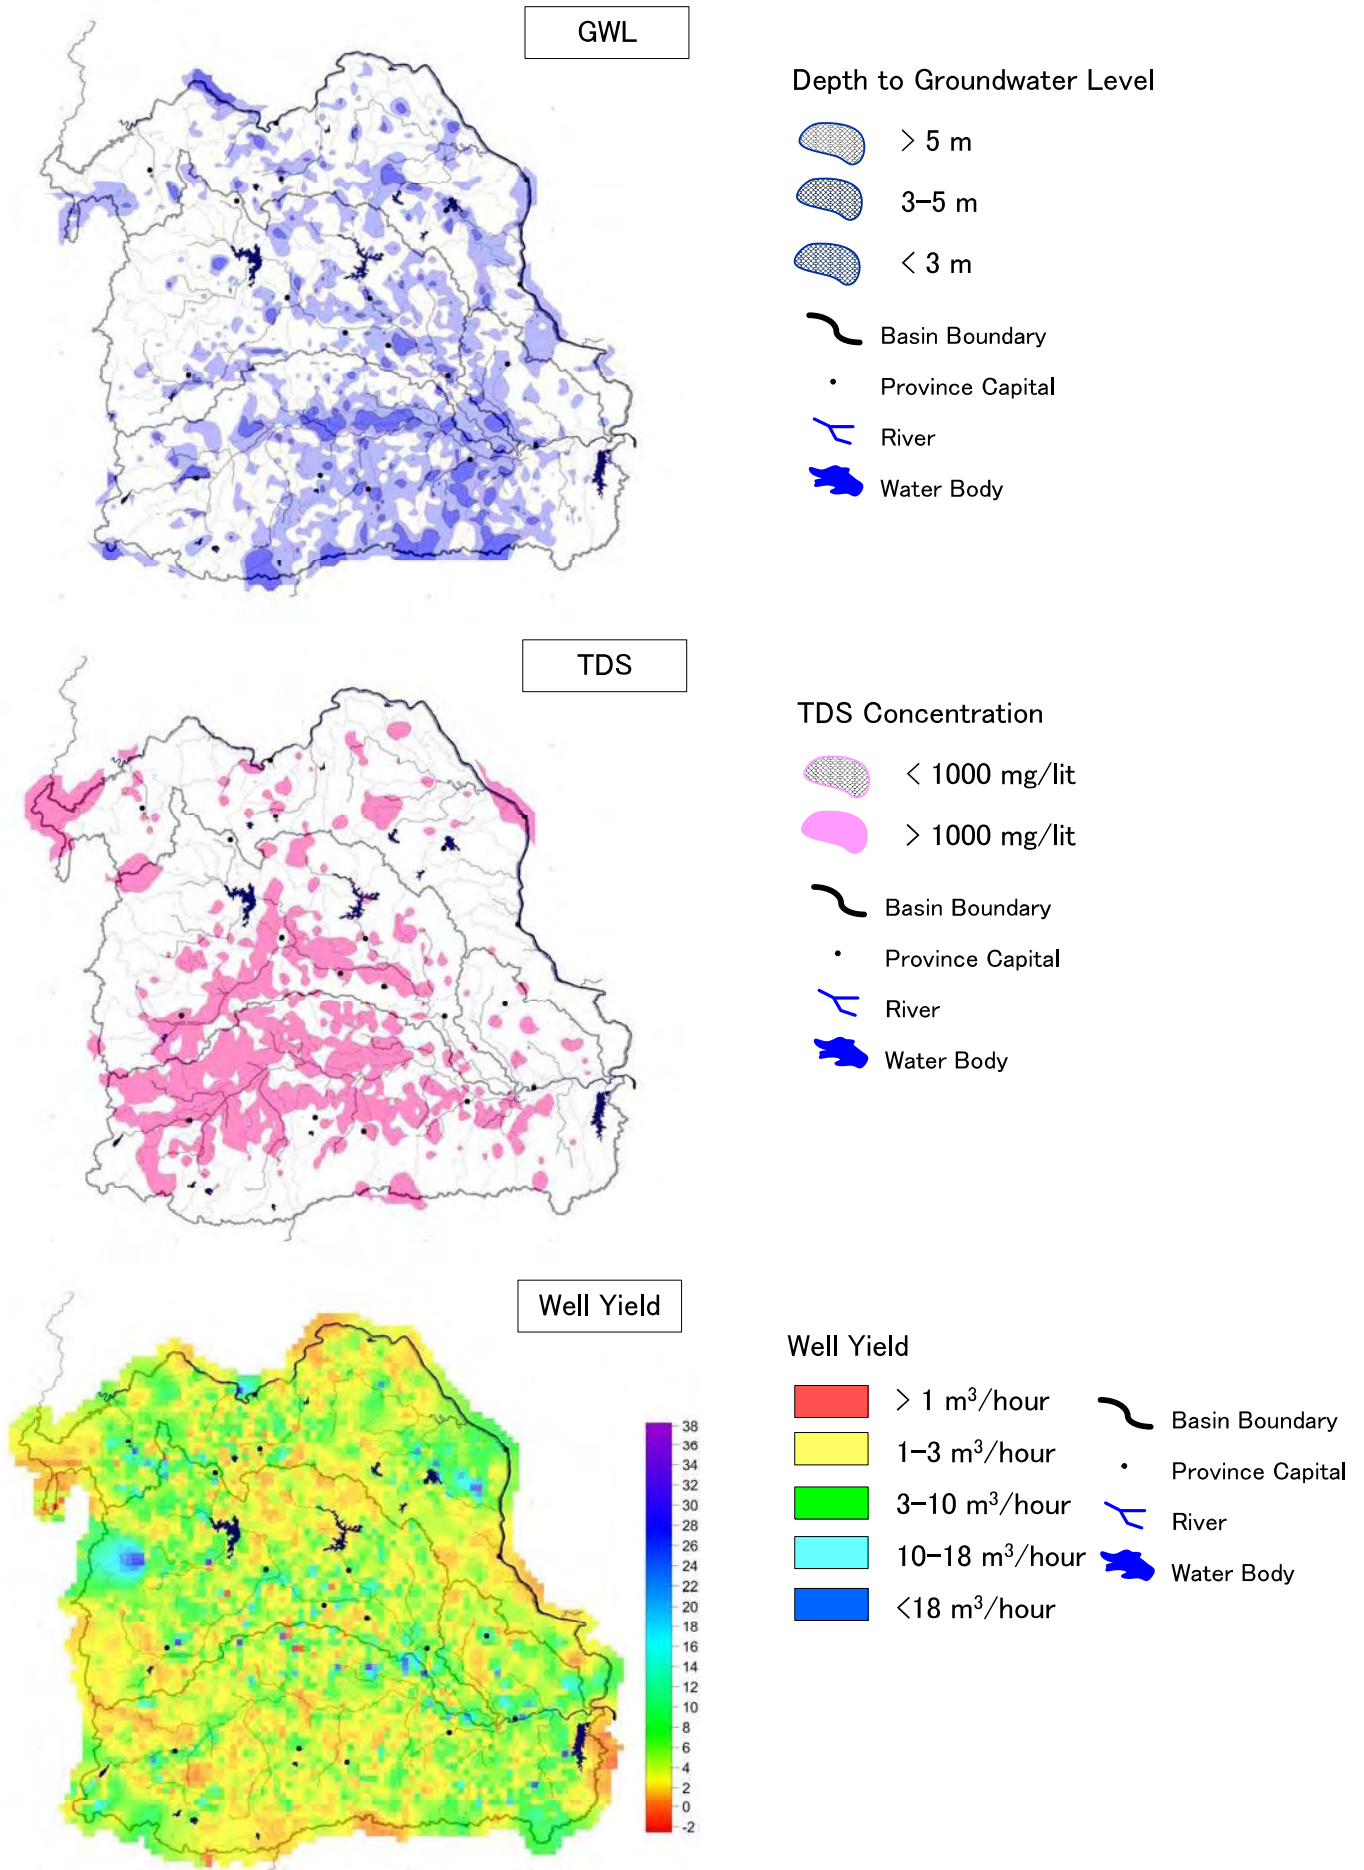 GWL
Depth to Groundwater Level
> 5 m
3-5 m
< 3 m
Basin Boundary
Province Capital
River
Water Body
TDS
TDS Concentration
< 1000 mg/lit
> 1000 mg/lit
Basin Boundary
Province Capital
River
Water Body
Well Yield
Well Yield
> 1 m³/hour
1-3 m³/hour
3-10 m³/hour
10-18 m³/hour
<18 m³/hour
Basin Boundary
Province Capital
River
Water Body
38
36
34
32
30
28
26
24
22
20
18
16
14
12
10
8
6
4
2
0
-2